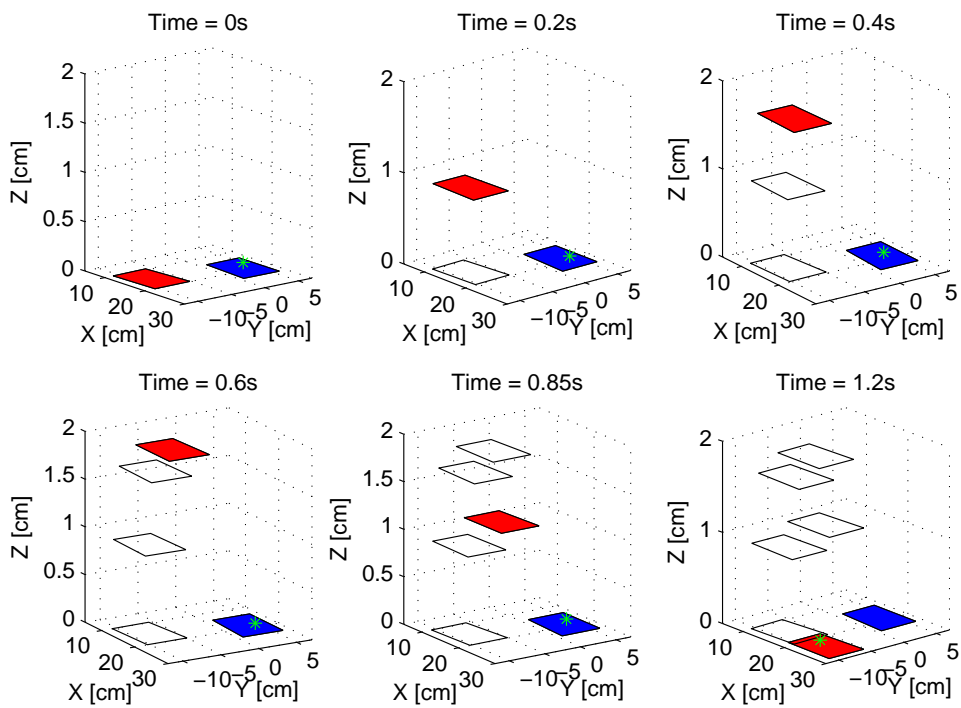 Time = 0s
2
1.5
1
0.5
0
Z [cm]
10
20
30
X [cm]
−10
−5
0
5
Y [cm]
Time = 0.2s
2
1
0
Z [cm]
10
20
30
X [cm]
−10
−5
0
5
Y [cm]
Time = 0.4s
2
1
0
Z [cm]
10
20
30
X [cm]
−10
−5
0
5
Y [cm]
Time = 0.6s
2
1.5
1
0.5
0
Z [cm]
10
20
30
X [cm]
−10
−5
0
5
Y [cm]
Time = 0.85s
2
1.5
1
0.5
0
Z [cm]
10
20
30
X [cm]
−10
−5
0
5
Y [cm]
Time = 1.2s
2
1
0
Z [cm]
10
20
30
X [cm]
−10
−5
0
5
Y [cm]